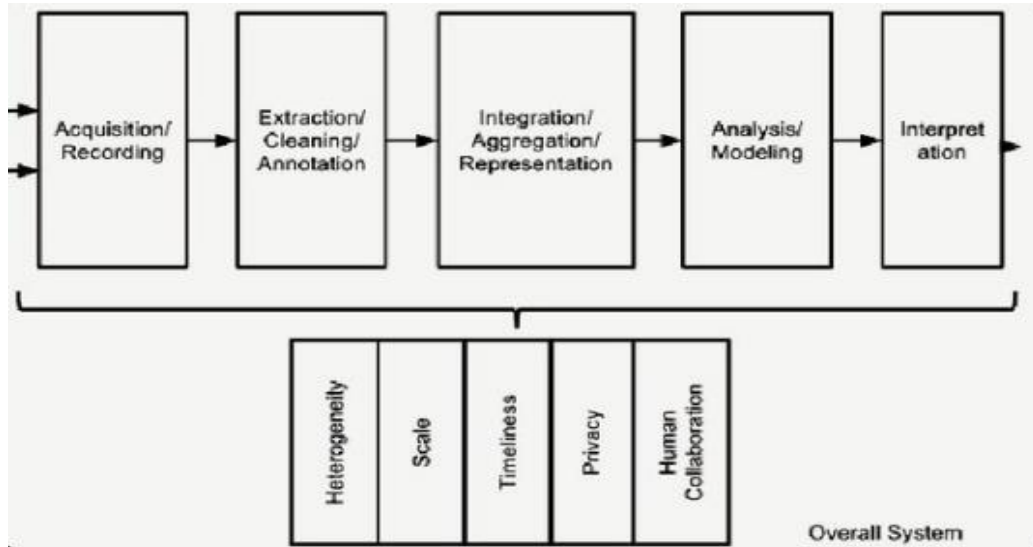 Acquisition/
Recording
Extraction/
Cleaning/
Annotation
Integration/
Aggregation/
Representation
Analysis/
Modeling
Interpret
ation
Heterogeneity
Scale
Timeliness
Privacy
Human
Collaboration
Overall System